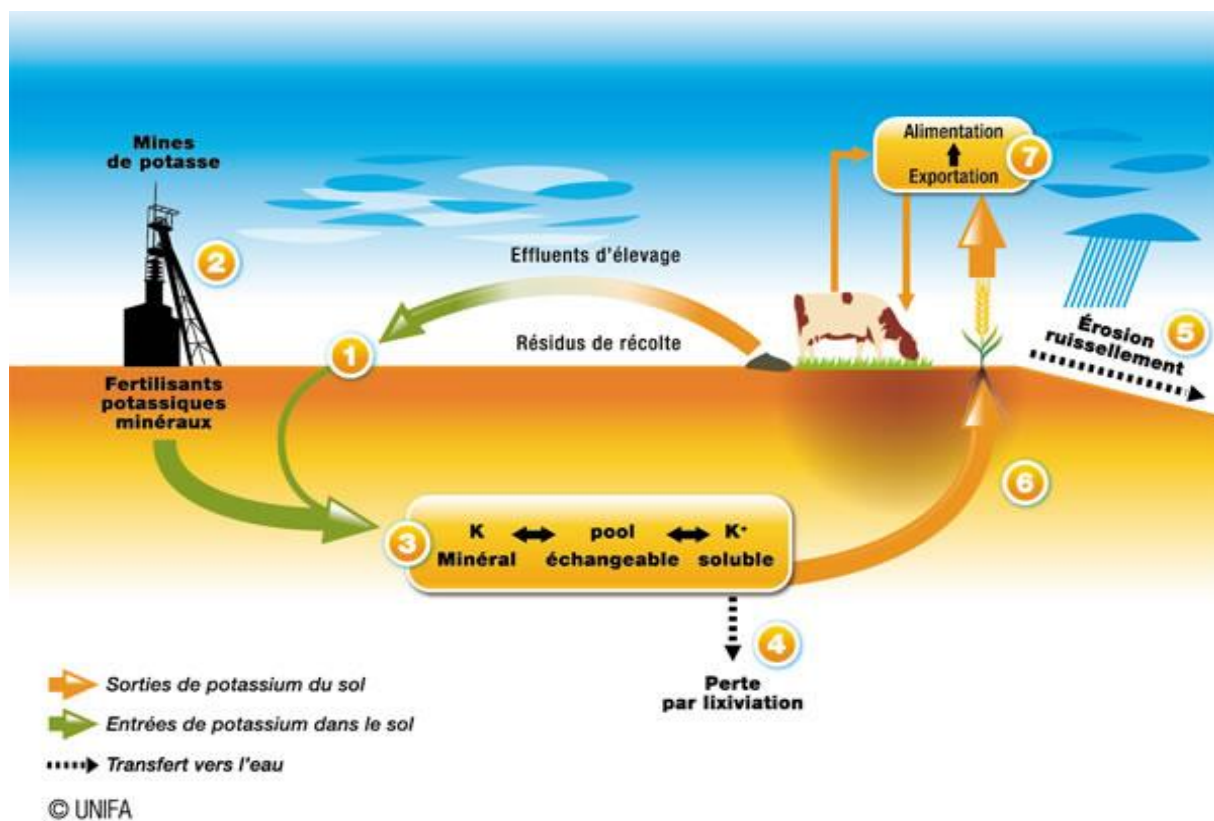 Mines
de potasse
2
Alimentation
7
Exportation
Effluents d'élevage
1
Résidus de récolte
Érosion
ruissellement
5
Fertilisants
potassiques
minéraux
6
3
K pool K+
Minéral échangeable soluble
4
Perte
par lixiviation
Sorties de potassium du sol
Entrées de potassium dans le sol
Transfert vers l'eau
© UNIFA